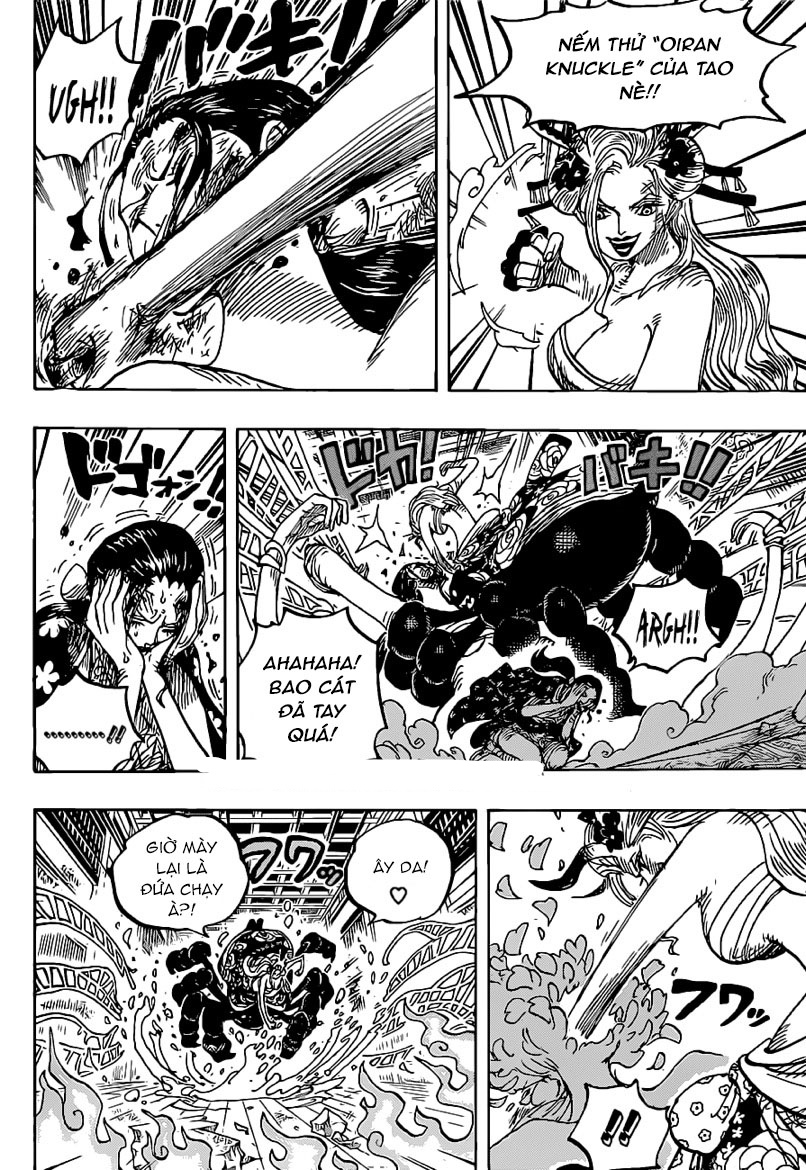 NẾM THỬ “OIRAN
KNUCKLE” CỦA TAO
NÈ!!
バキ!!
UGH!!
バキ!!
ドカ!
ARGH!!
AHAHAHA!
BAO CÁT
ĐÃ TAY
QUÁ!
ドゴォン!!
............!!
フワッ
!!
フワッ
ÂY DA!
♡
GIỜ MÀY
LẠI LÀ
ĐỨA CHẠY
À?!